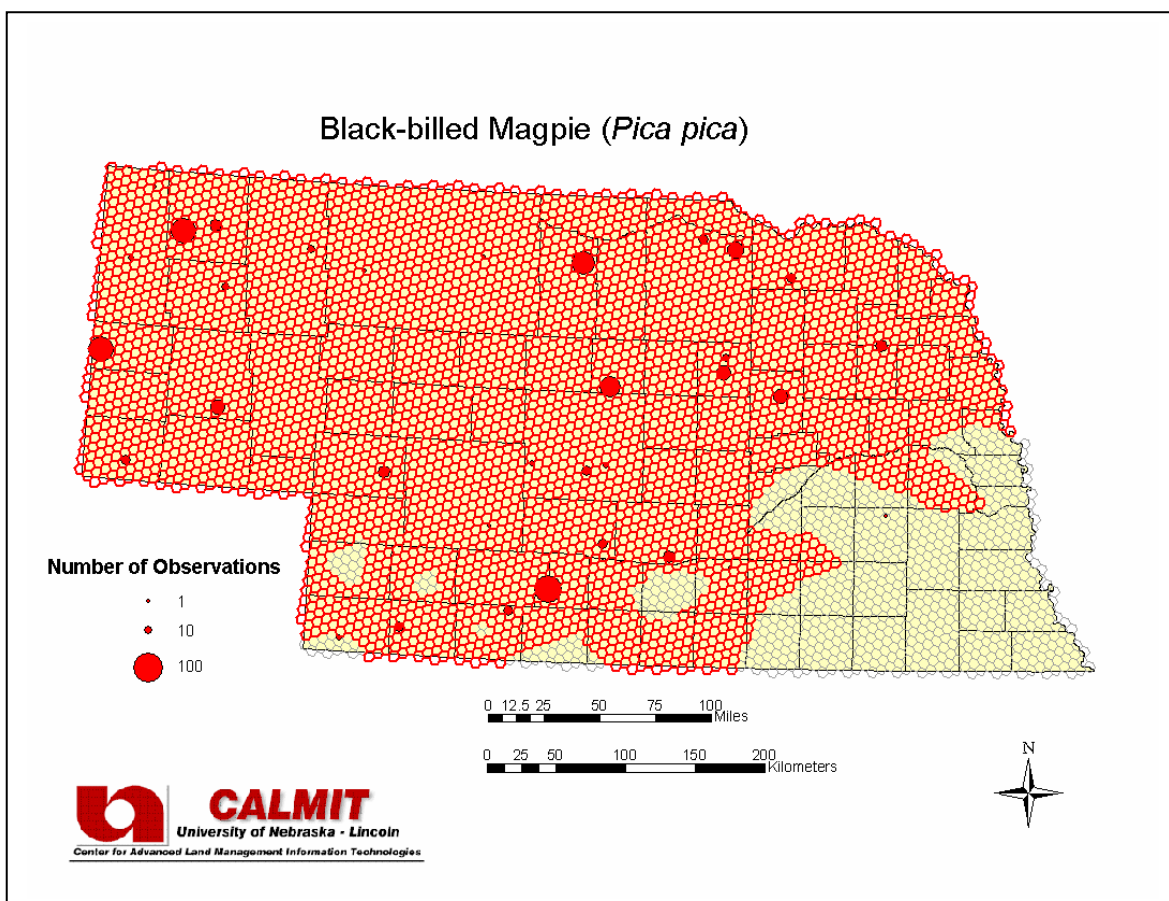 Black-billed Magpie (Pica pica)
Number of Observations
1
10
100
0 12.5 25 50 75 100
Miles
0 25 50 100 150 200
Kilometers
N
CALMIT
University of Nebraska - Lincoln
Center for Advanced Land Management Information Technologies